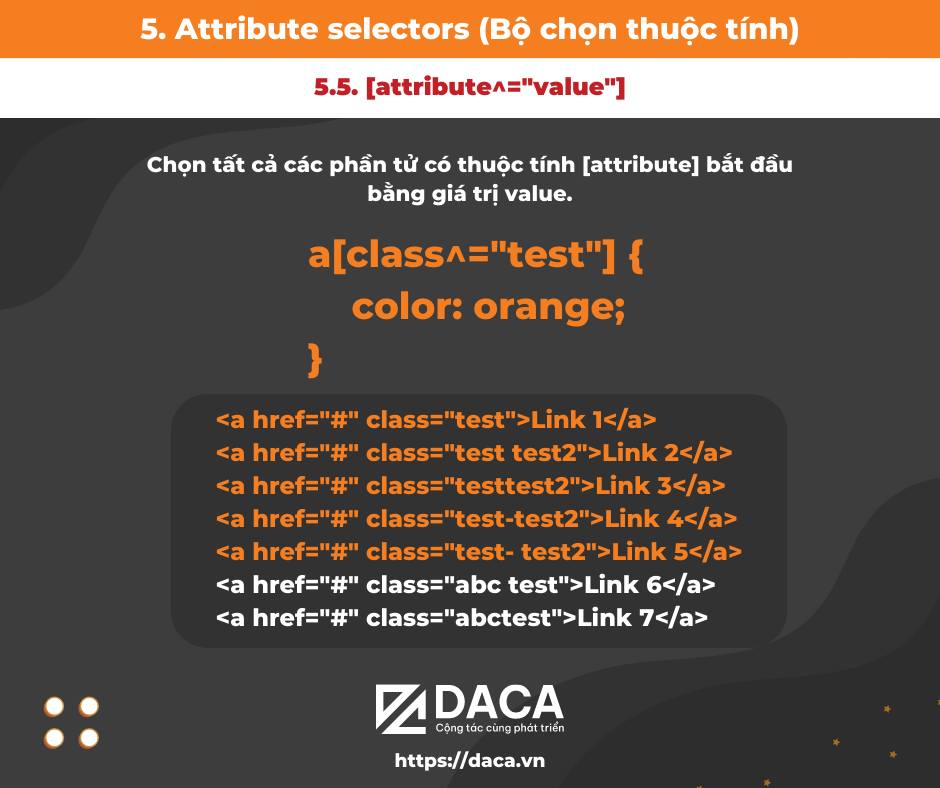 5. Attribute selectors (Bộ chọn thuộc tính)
5.5. [attribute^="value"]
Chọn tất cả các phần tử có thuộc tính [attribute] bắt đầu
bằng giá trị value.
a[class^="test"] {
color: orange;
}
<a href="#" class="test">Link 1</a>
<a href="#" class="test test2">Link 2</a>
<a href="#" class="testtest2">Link 3</a>
<a href="#" class="test-test2">Link 4</a>
<a href="#" class="test- test2">Link 5</a>
<a href="#" class="abc test">Link 6</a>
<a href="#" class="abctest">Link 7</a>
DACA
Cộng tác cùng phát triển
https://daca.vn